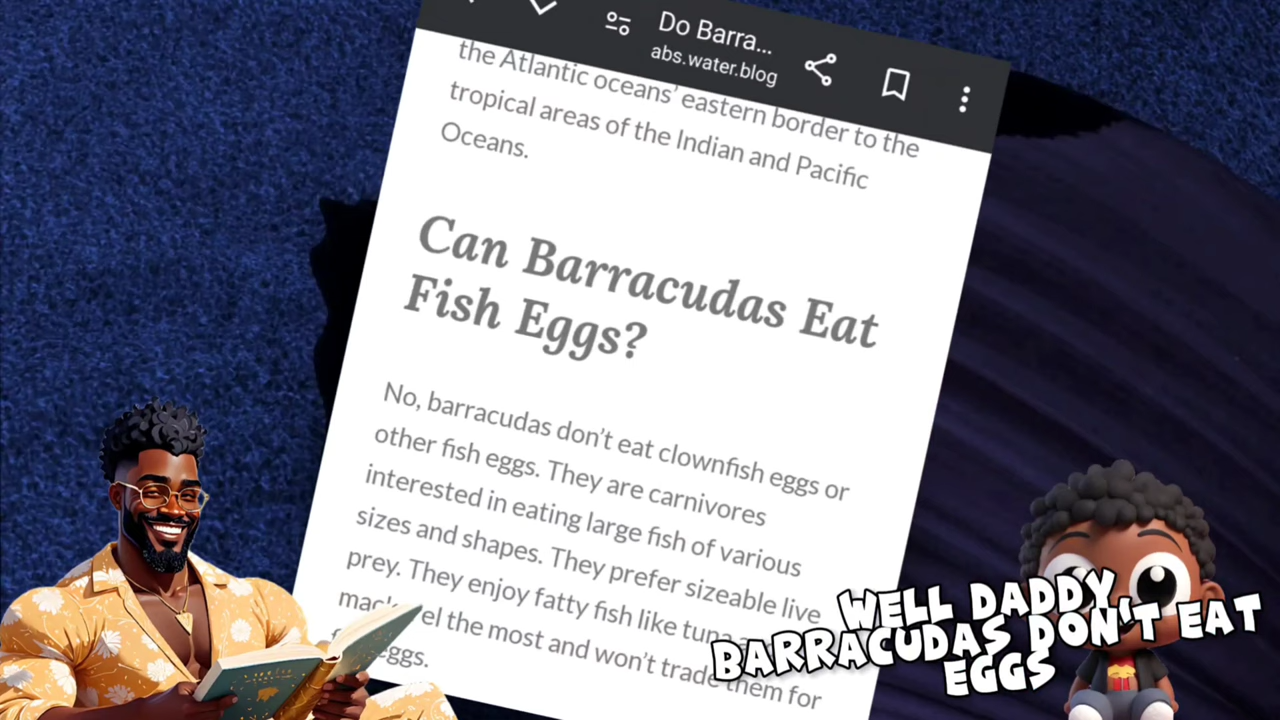 Do Barra...
abs.water.blog
the Atlantic oceans' eastern border to the
tropical areas of the Indian and Pacific
Oceans.
Can Barracudas Eat
Fish Eggs?
No, barracudas don't eat clownfish eggs or
other fish eggs. They are carnivores
interested in eating large fish of various
sizes and shapes. They prefer sizeable live
prey. They enjoy fatty fish like tuna
the most and won't trade them for
eggs.
WELL DADDY,
BARRACUDAS DON'T EAT
EGGS